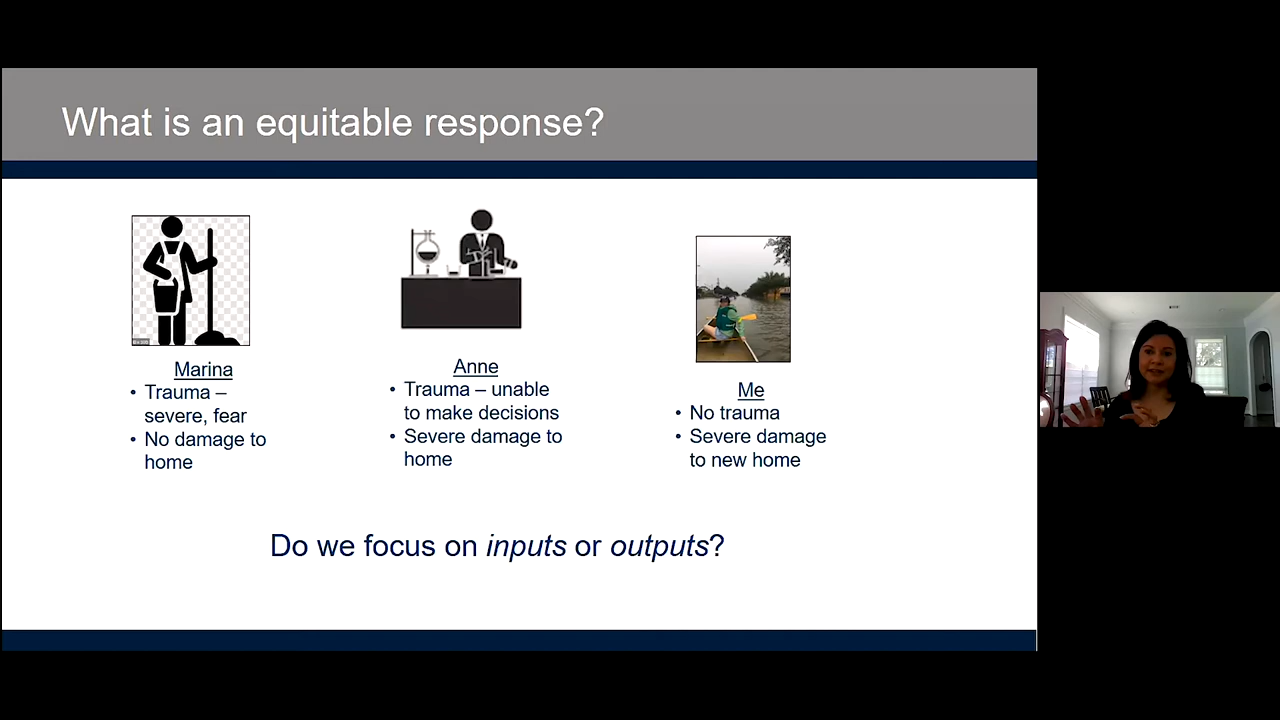 What is an equitable response?
Marina
• Trauma –
severe, fear
• No damage to
home
Anne
• Trauma – unable
to make decisions
• Severe damage to
home
Me
• No trauma
• Severe damage
to new home
Do we focus on inputs or outputs?